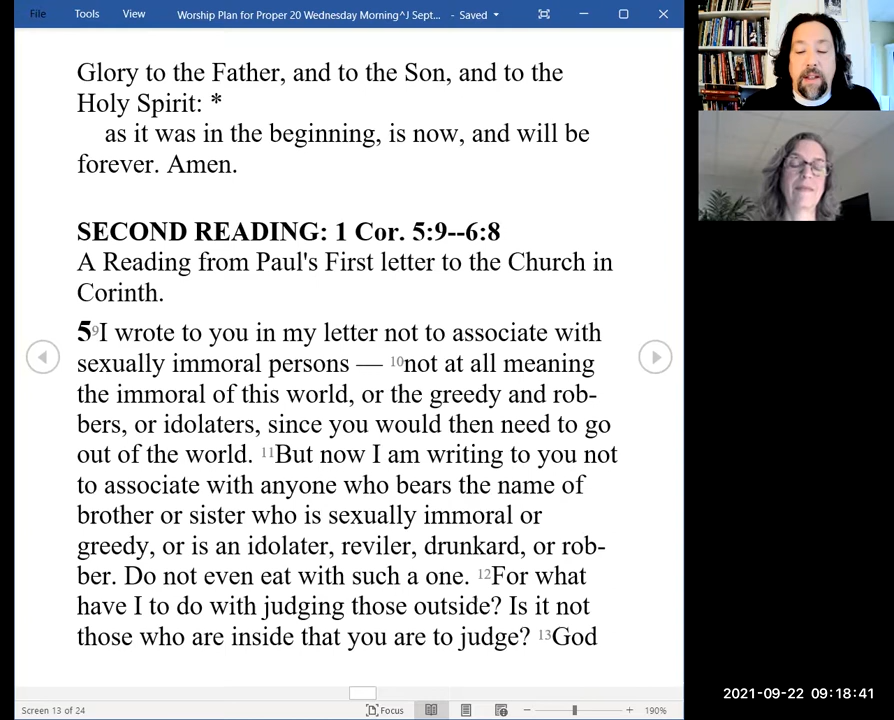 File Tools View Worship Plan for Proper 20 Wednesday Morning^J Sept... - Saved
Glory to the Father, and to the Son, and to the
Holy Spirit: *
as it was in the beginning, is now, and will be
forever. Amen.
SECOND READING: 1 Cor. 5:9--6:8
A Reading from Paul's First letter to the Church in
Corinth.
5 9I wrote to you in my letter not to associate with
sexually immoral persons — 10not at all meaning
the immoral of this world, or the greedy and rob-
bers, or idolaters, since you would then need to go
out of the world. 11But now I am writing to you not
to associate with anyone who bears the name of
brother or sister who is sexually immoral or
greedy, or is an idolater, reviler, drunkard, or rob-
ber. Do not even eat with such a one. 12For what
have I to do with judging those outside? Is it not
those who are inside that you are to judge? 13God
Screen 13 of 24 Focus 190%
2021-09-22 09:18:41